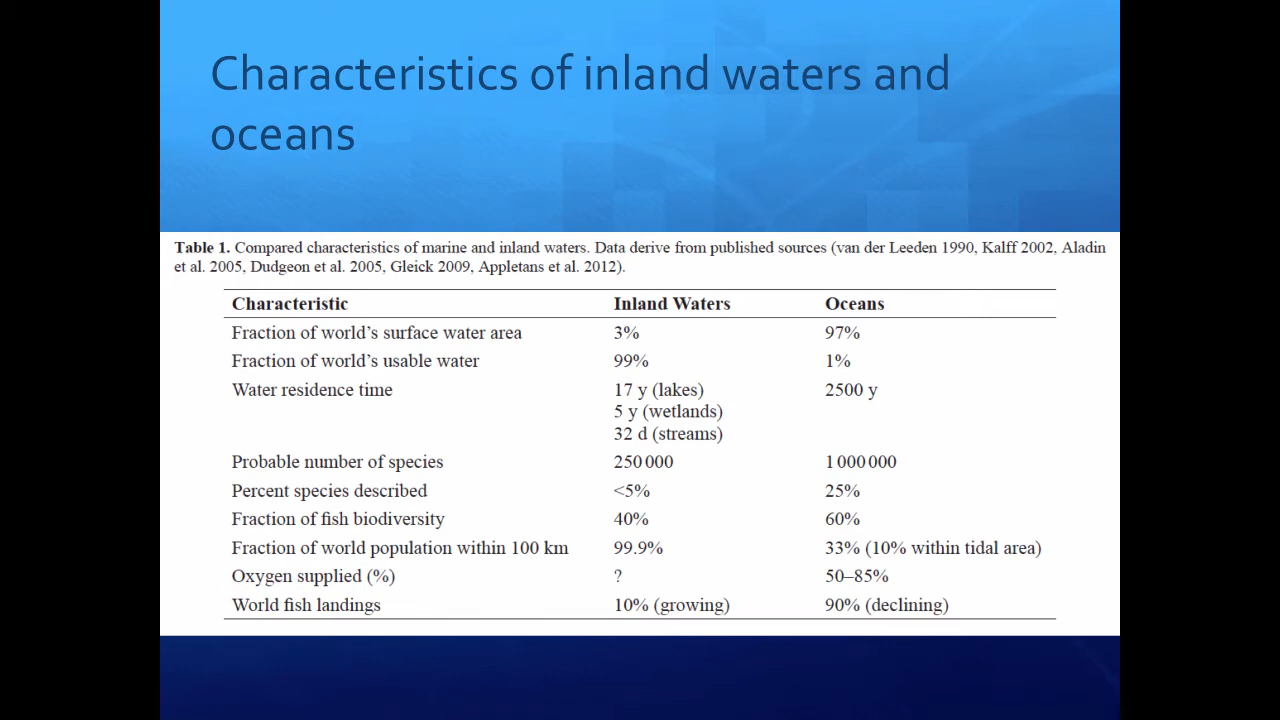 Characteristics of inland waters and
oceans
Table 1. Compared characteristics of marine and inland waters. Data derive from published sources (van der Leeden 1990, Kalff 2002, Aladin
et al. 2005, Dudgeon et al. 2005, Gleick 2009, Appletans et al. 2012).
Characteristic Inland Waters Oceans
Fraction of world’s surface water area 3% 97%
Fraction of world’s usable water 99% 1%
Water residence time 17 y (lakes) 2500 y
5 y (wetlands)
32 d (streams)
Probable number of species 250 000 1 000 000
Percent species described <5% 25%
Fraction of fish biodiversity 40% 60%
Fraction of world population within 100 km 99.9% 33% (10% within tidal area)
Oxygen supplied (%) ? 50–85%
World fish landings 10% (growing) 90% (declining)